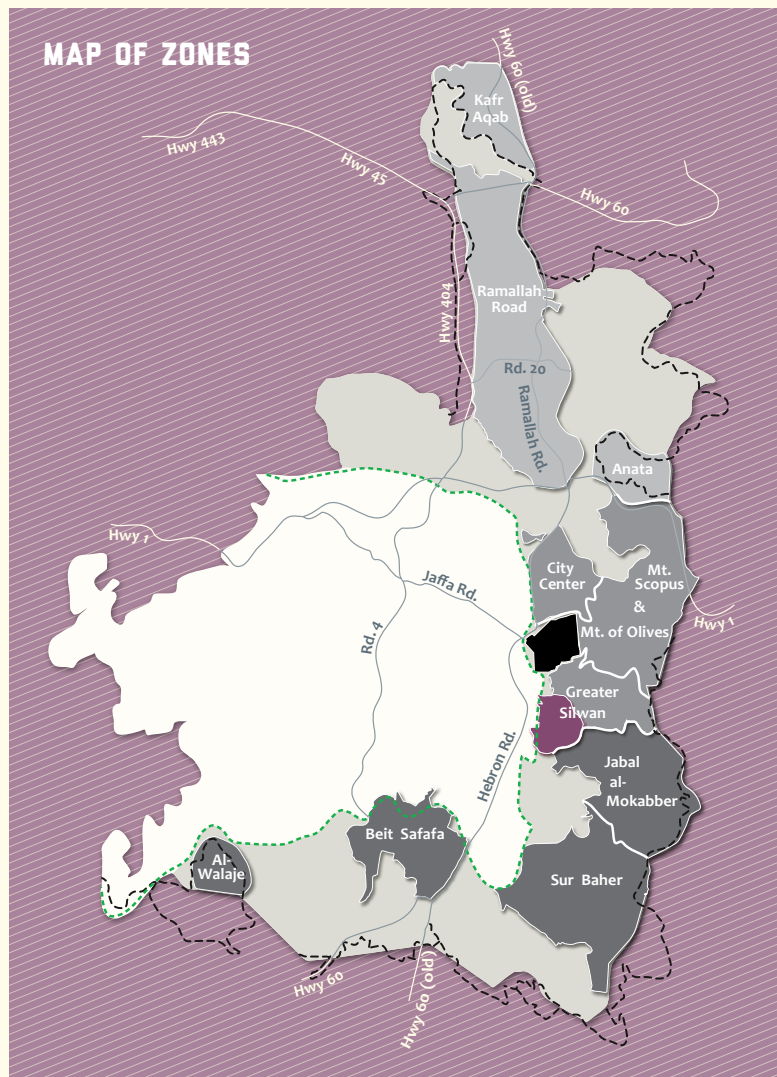 MAP OF ZONES
Hwy 60 (old)
Kafr
Aqab
Hwy 443
Hwy 45
Hwy 60
Hwy 404
Ramallah
Road
Rd. 20
Ramallah Rd.
Anata
Hwy 1
Jaffa Rd.
City
Center
Mt.
Scopus
&
Mt. of Olives
Hwy 1
Rd. 4
Greater
Silwan
Hebron Rd.
Jabal
al-
Mokabber
Beit Safafa
Al-
Walaje
Sur Baher
Hwy 60
Hwy 60 (old)